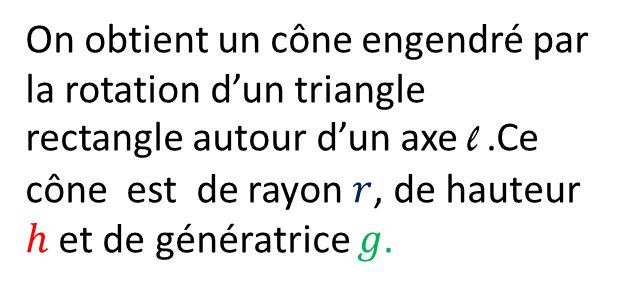 On obtient un cône engendré par
la rotation d’un triangle
rectangle autour d’un axe ℓ .Ce
cône est de rayon r, de hauteur
h et de génératrice g.